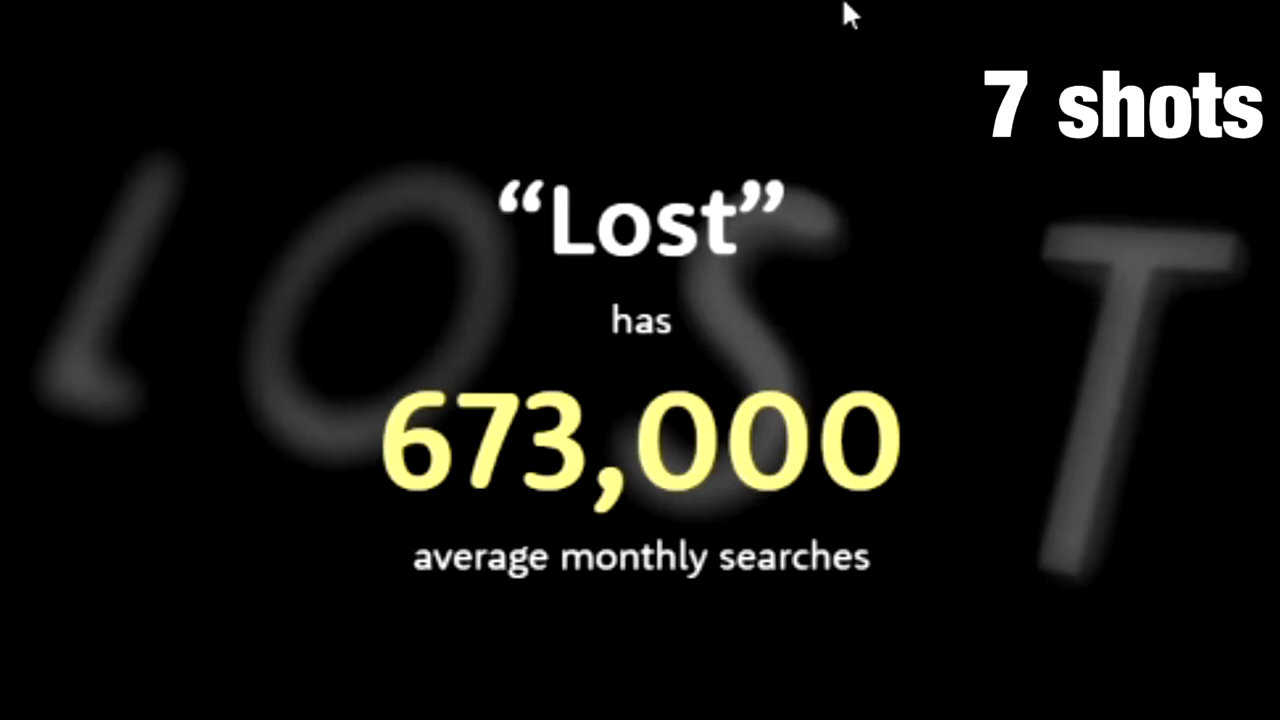 7 shots
“Lost”
has
673,000
average monthly searches
LOST